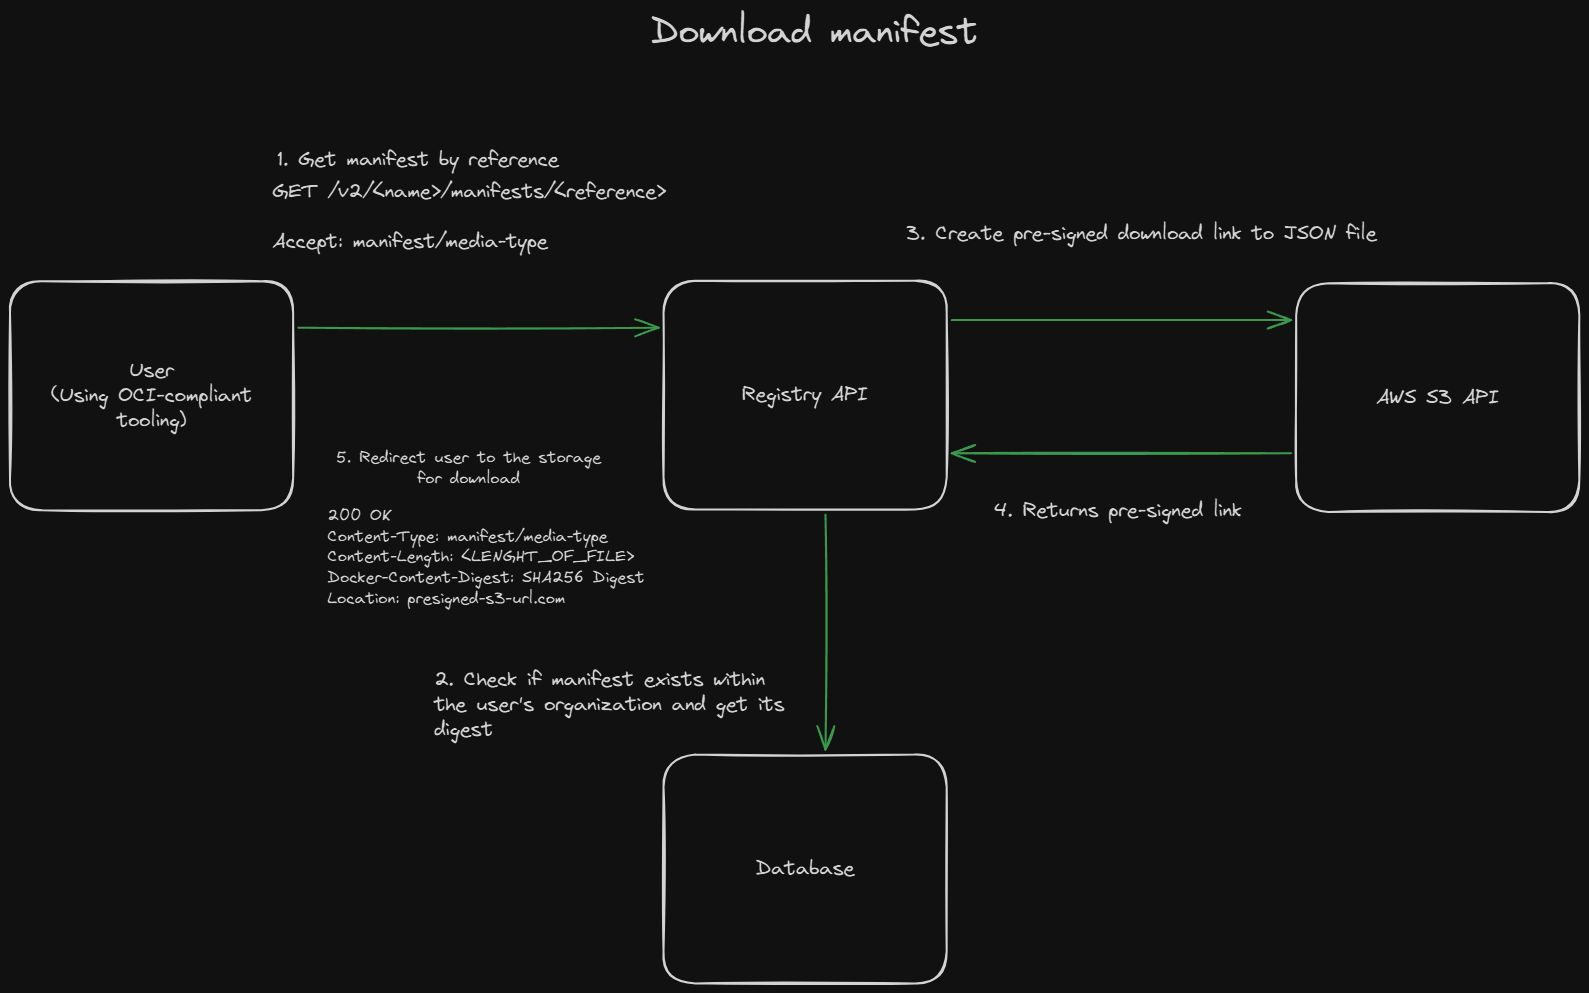 Download manifest
1. Get manifest by reference
GET /v2/<name>/manifests/<reference>
Accept: manifest/media-type
3. Create pre-signed download link to JSON file
User
(Using OCI-compliant
tooling)
Registry API
AWS S3 API
5. Redirect user to the storage
for download
200 OK
Content-Type: manifest/media-type
Content-Length: <LENGHT_OF_FILE>
Docker-Content-Digest: SHA256 Digest
Location: presigned-s3-url.com
4. Returns pre-signed link
2. Check if manifest exists within
the user's organization and get its
digest
Database